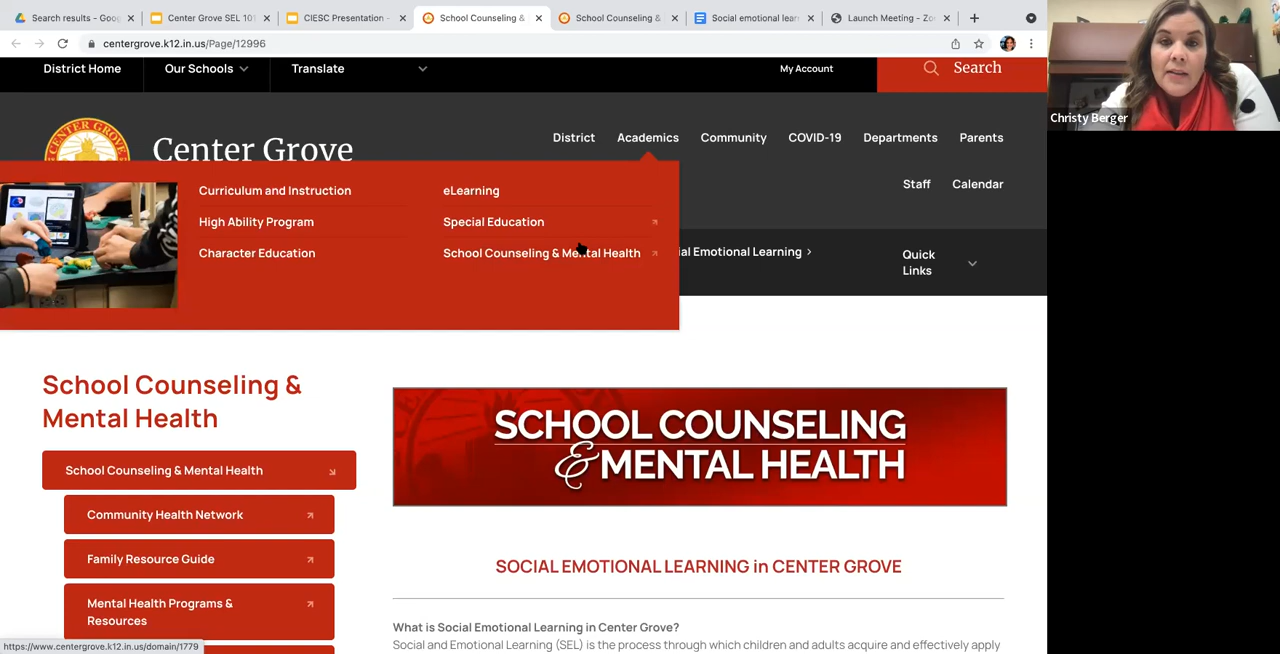 Search results - Goog
Center Grove SEL 101
CIESC Presentation -
School Counseling &
School Counseling &
Social emotional lear
Launch Meeting - Zo
centergrove.k12.in.us/Page/12996
District Home
Our Schools
Translate
My Account
Search
CENTER GROVE
Center Grove
District
Academics
Community
COVID-19
Departments
Parents
Staff
Calendar
Curriculum and Instruction
eLearning
High Ability Program
Special Education
Character Education
School Counseling & Mental Health
ial Emotional Learning >
Quick
Links
Christy Berger
School Counseling &
Mental Health
School Counseling & Mental Health
Community Health Network
Family Resource Guide
Mental Health Programs &
Resources
SCHOOL COUNSELING
& MENTAL HEALTH
SOCIAL EMOTIONAL LEARNING in CENTER GROVE
What is Social Emotional Learning in Center Grove?
Social and Emotional Learning (SEL) is the process through which children and adults acquire and effectively apply
https://www.centergrove.k12.in.us/domain/1779